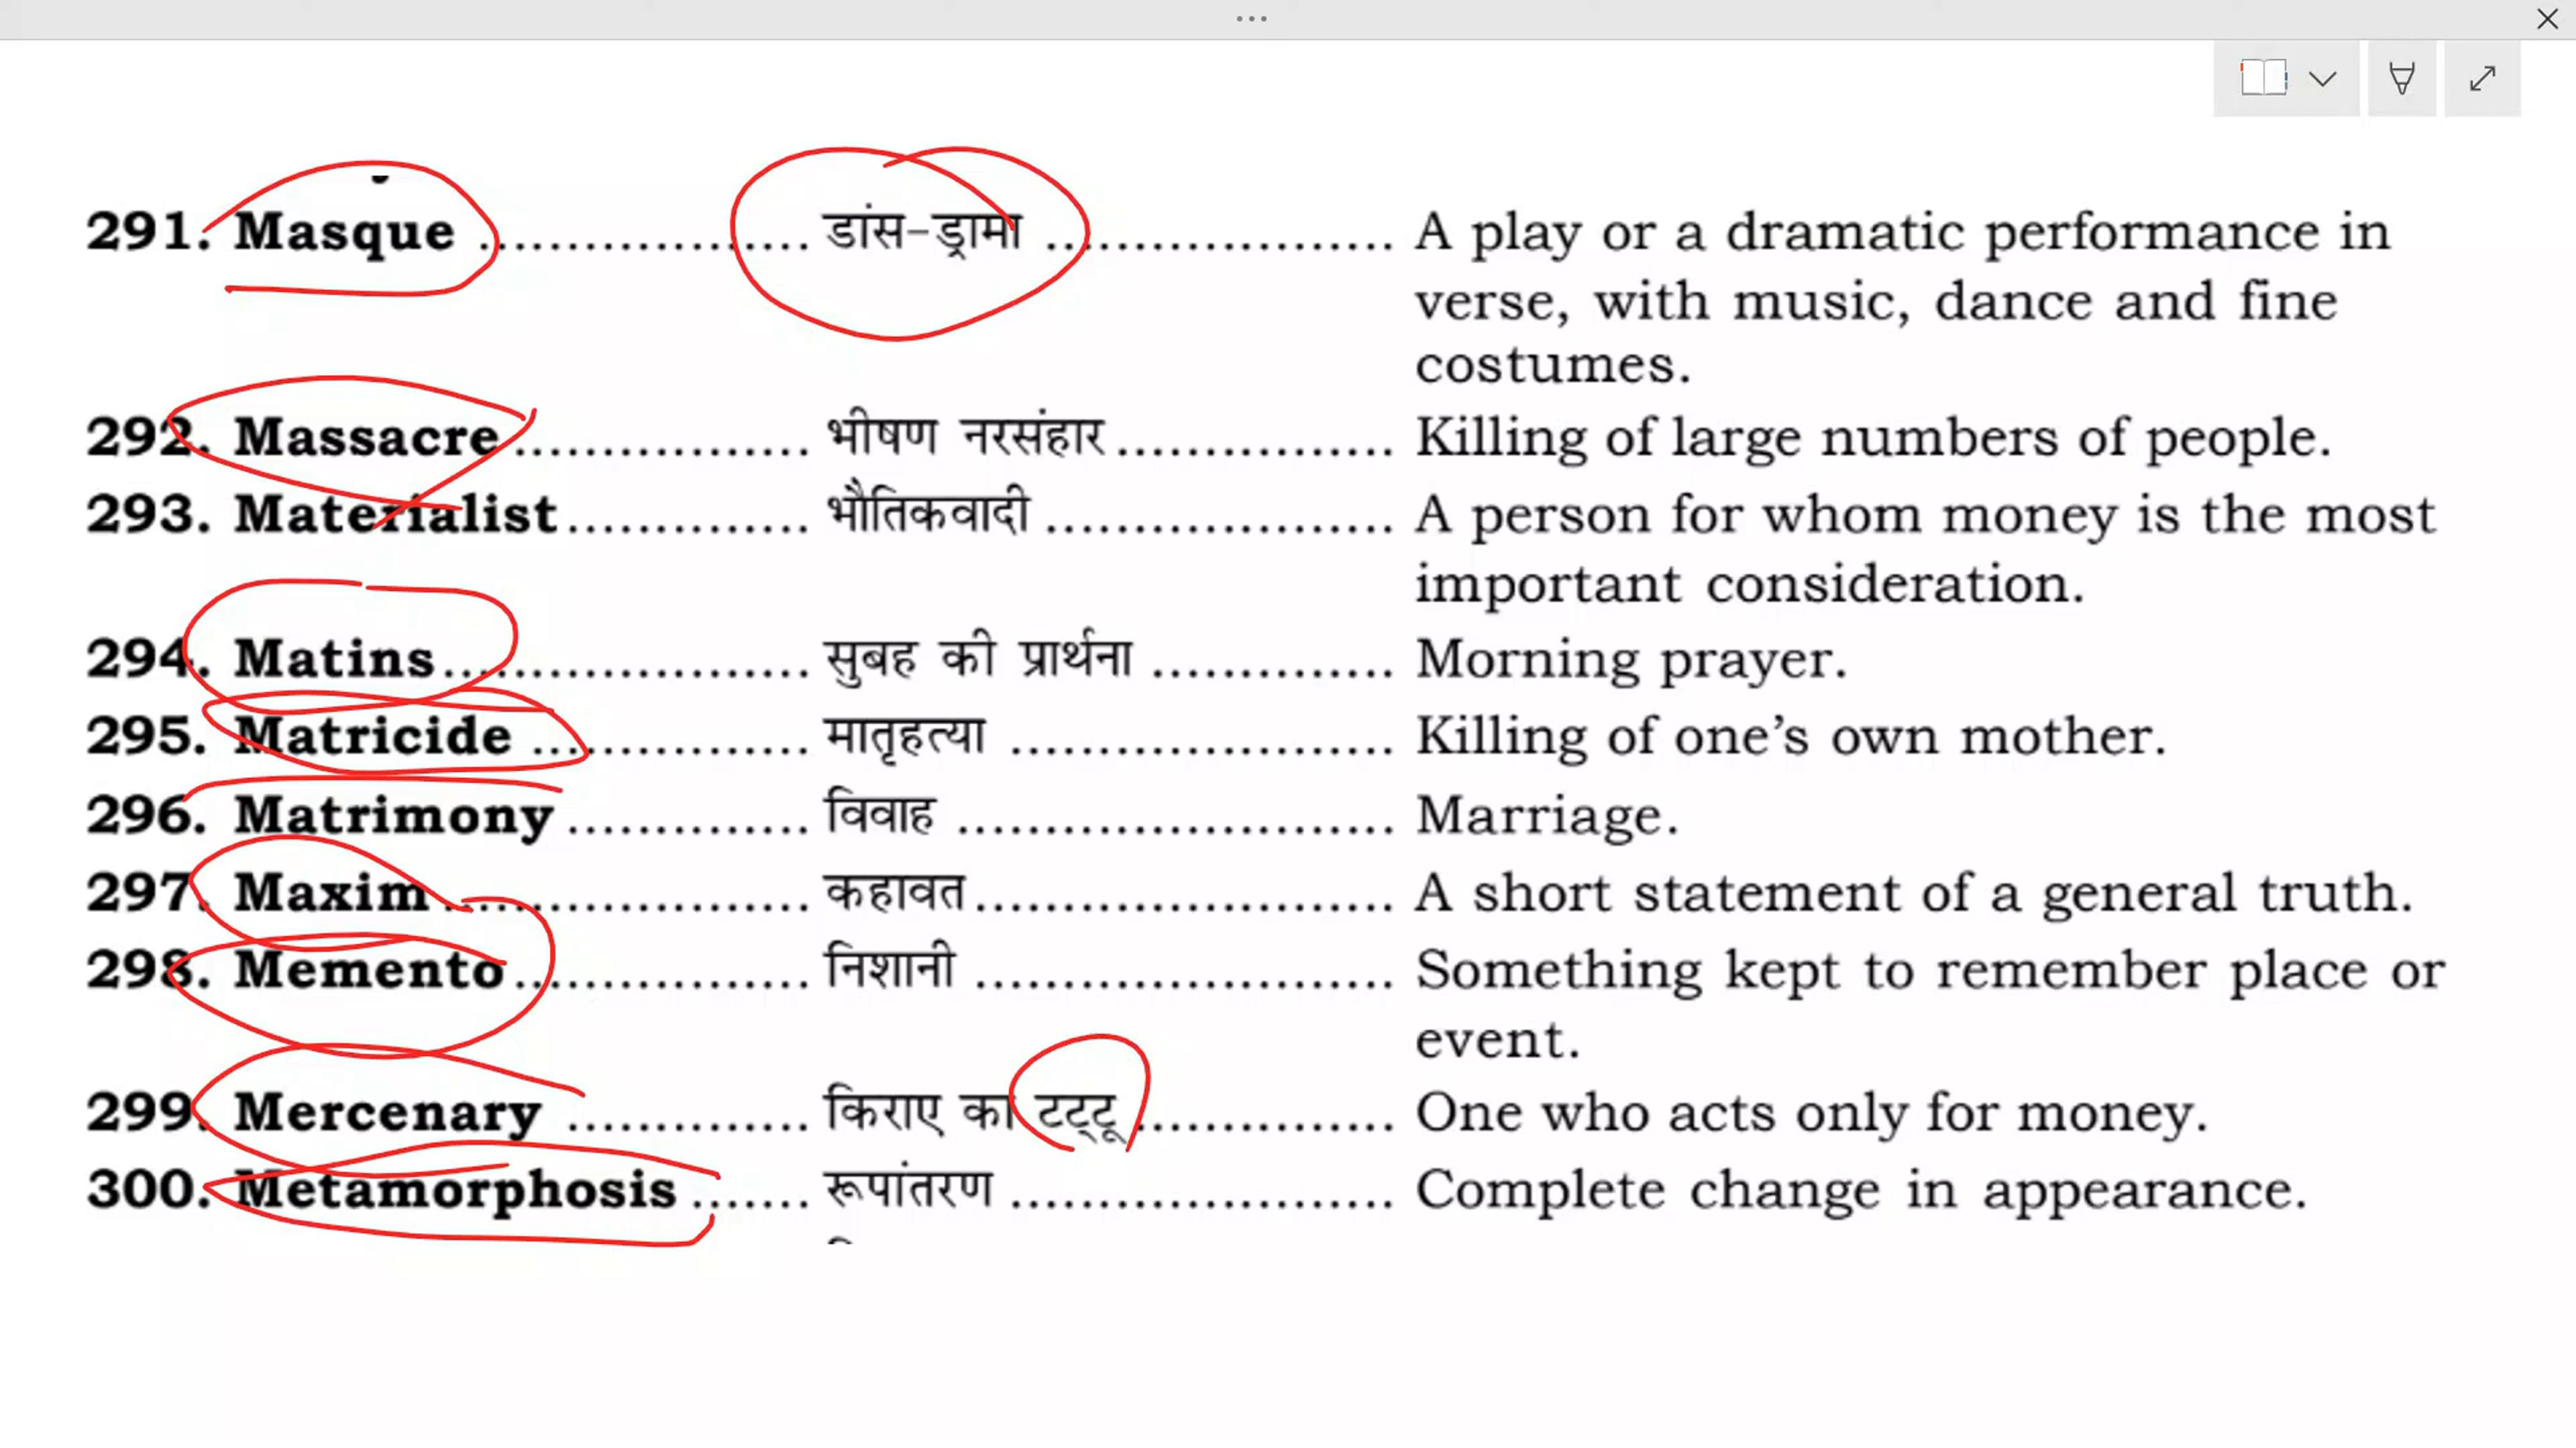 291. Masque .................... डांस-ड्रामा ..................... A play or a dramatic performance in
verse, with music, dance and fine
costumes.
292. Massacre ................. भीषण नरसंहार ................ Killing of large numbers of people.
293. Materialist .............. भौतिकवादी ..................... A person for whom money is the most
important consideration.
294. Matins ..................... सुबह की प्रार्थना .............. Morning prayer.
295. Matricide ................ मातृहत्या ....................... Killing of one’s own mother.
296. Matrimony .............. विवाह .......................... Marriage.
297. Maxim ..................... कहावत ......................... A short statement of a general truth.
298. Memento ................. निशानी ......................... Something kept to remember place or
event.
299. Mercenary .............. किराए का टट्टू ............... One who acts only for money.
300. Metamorphosis ....... रूपांतरण ....................... Complete change in appearance.